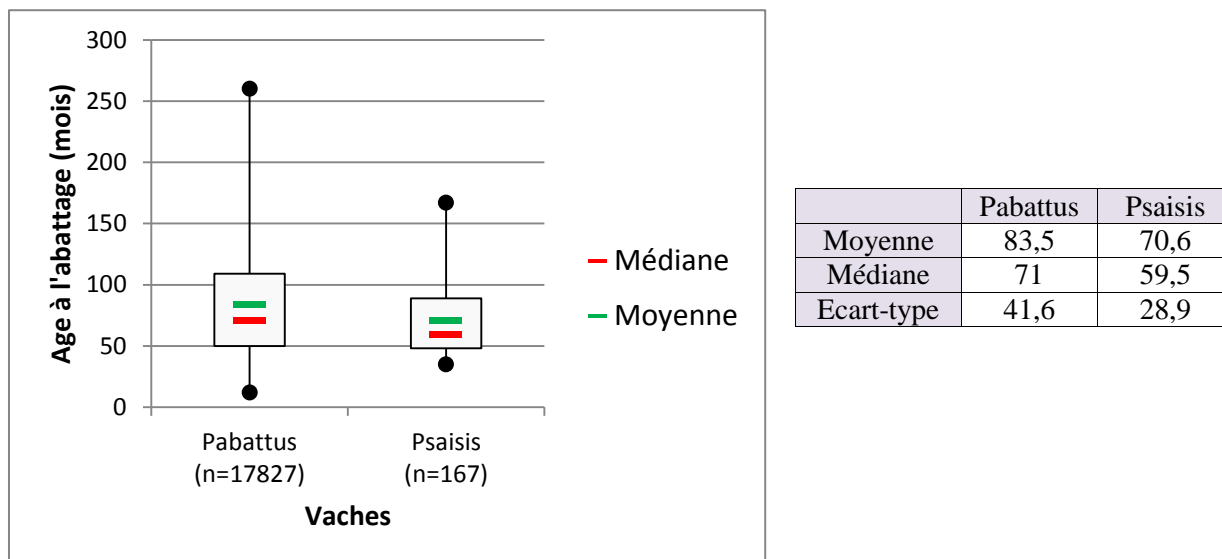 300
250
200
150
100
50
0
Age à l'abattage (mois)
Pabattus
(n=17827)
Psaisis
(n=167)
Vaches
Médiane
Moyenne
Pabattus Psaisis
Moyenne 83,5 70,6
Médiane 71 59,5
Ecart-type 41,6 28,9